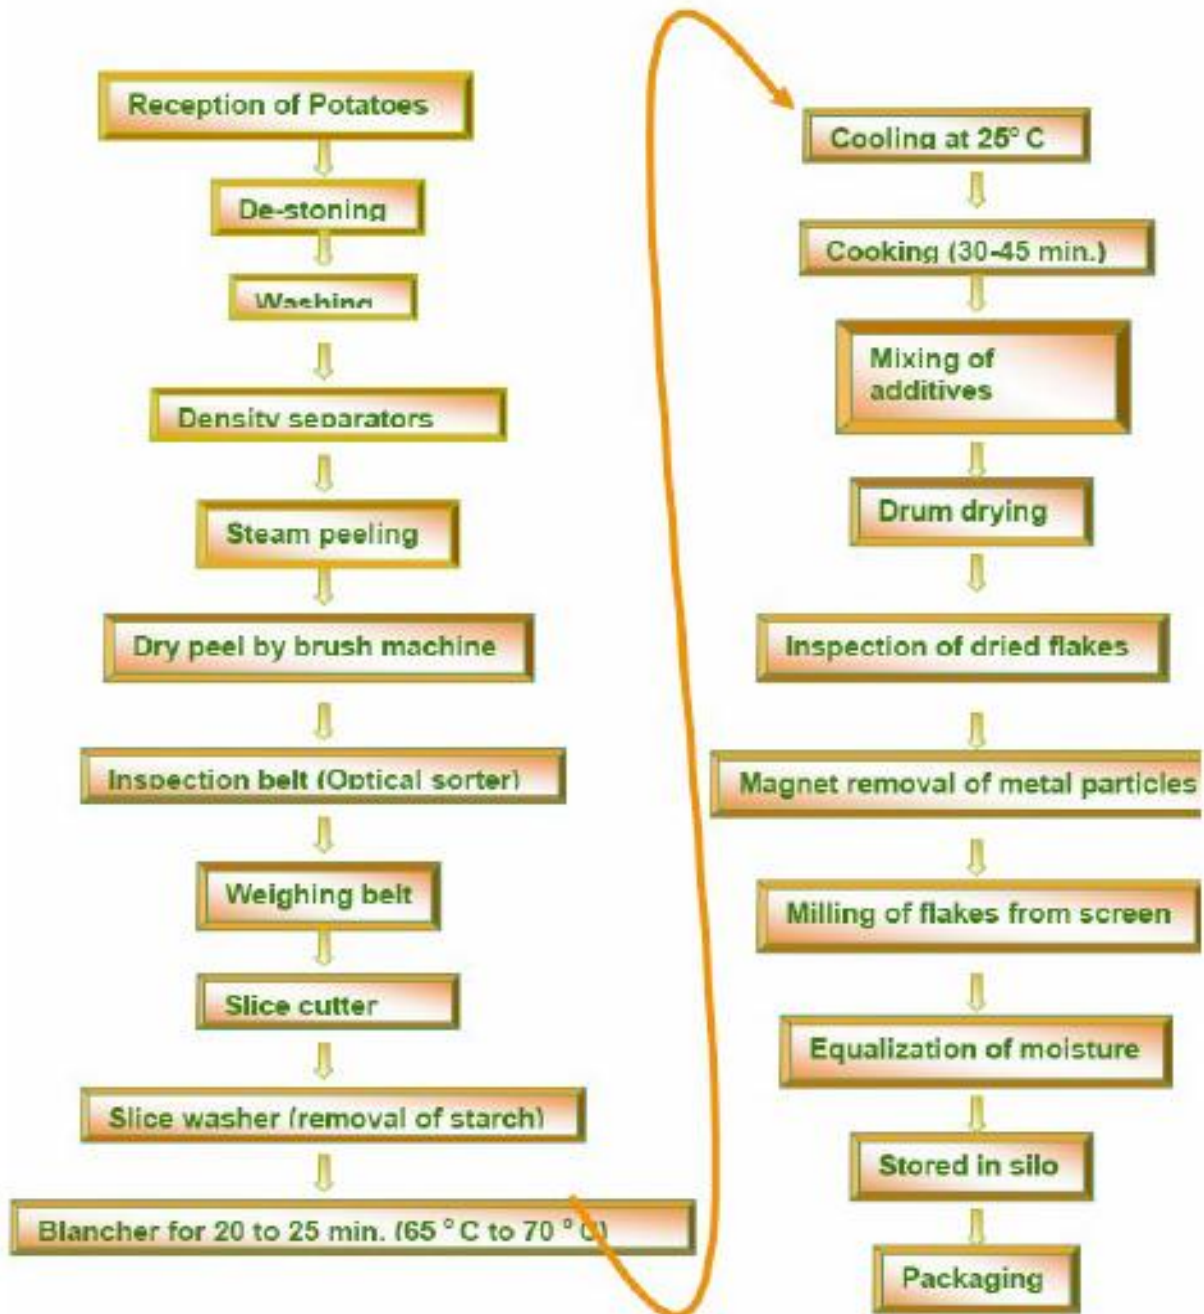 Reception of Potatoes
De-stoning
Washing
Density separators
Steam peeling
Dry peel by brush machine
Inspection belt (Optical sorter)
Weighing belt
Slice cutter
Slice washer (removal of starch)
Blancher for 20 to 25 min. (65 ° C to 70 ° C)
Cooling at 25° C
Cooking (30-45 min.)
Mixing of
additives
Drum drying
Inspection of dried flakes
Magnet removal of metal particles
Milling of flakes from screen
Equalization of moisture
Stored in silo
Packaging